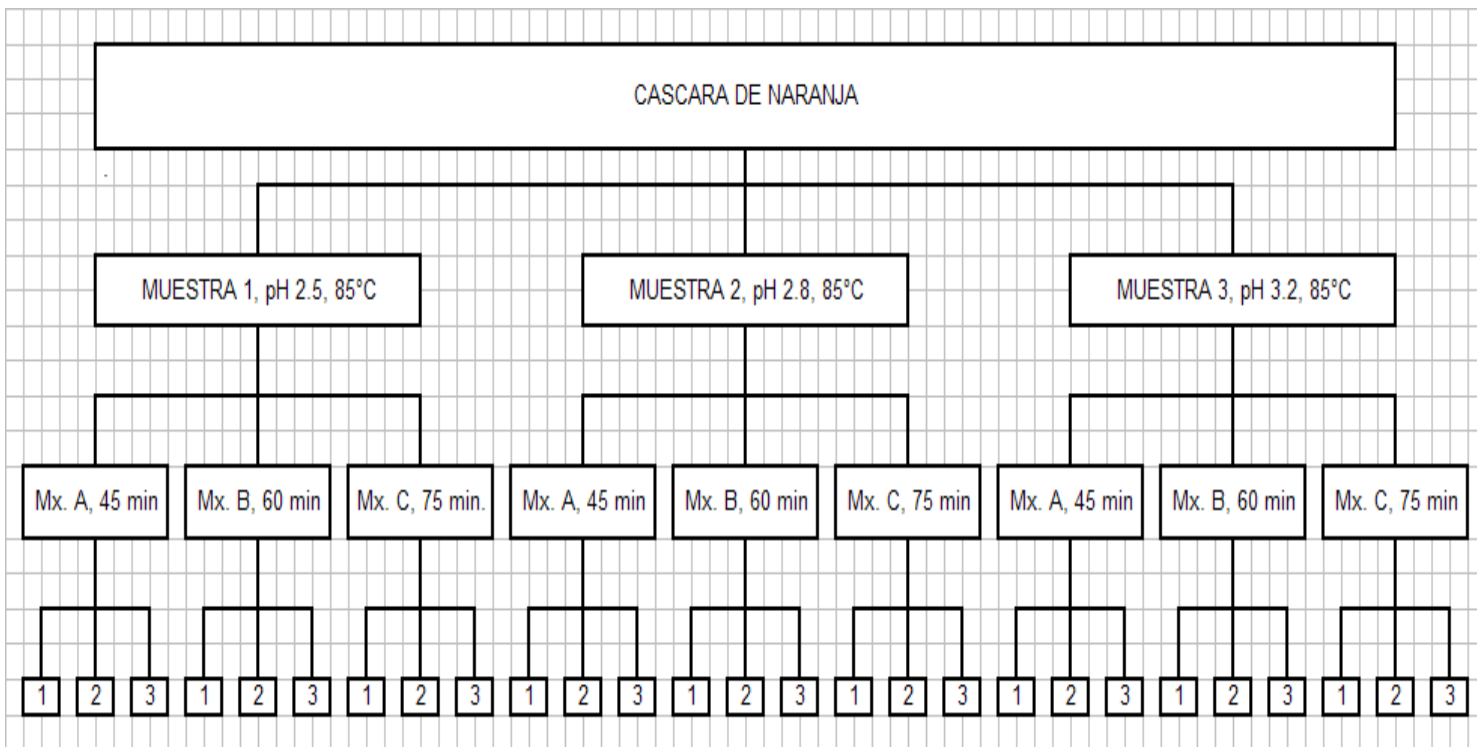 CASCARA DE NARANJA
MUESTRA 1, pH 2.5, 85°C
MUESTRA 2, pH 2.8, 85°C
MUESTRA 3, pH 3.2, 85°C
Mx. A, 45 min
Mx. B, 60 min
Mx. C, 75 min.
Mx. A, 45 min
Mx. B, 60 min
Mx. C, 75 min
Mx. A, 45 min
Mx. B, 60 min
Mx. C, 75 min
1 2 3 1 2 3 1 2 3 1 2 3 1 2 3 1 2 3 1 2 3 1 2 3 1 2 3